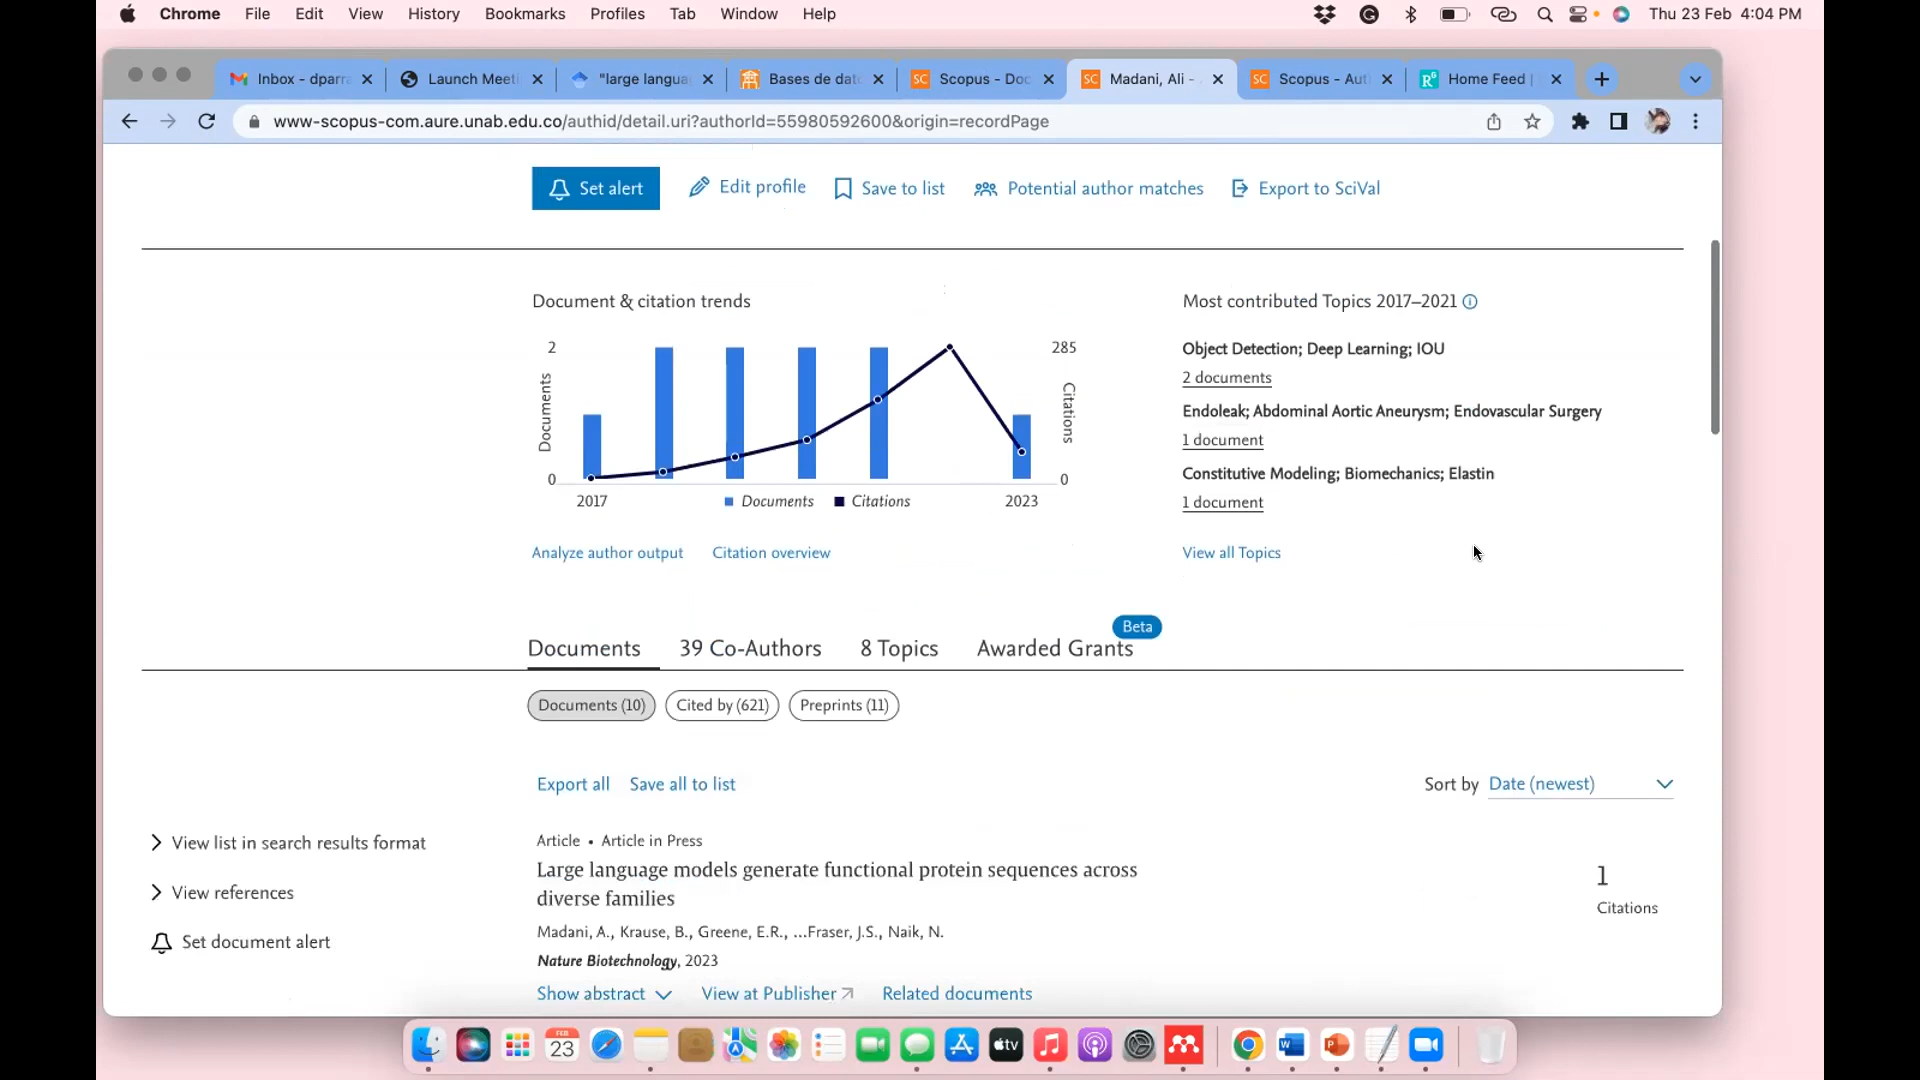 Chrome File Edit View History Bookmarks Profiles Tab Window Help Thu 23 Feb 4:04 PM
Inbox - dparra Launch Meeti "large langua Bases de dat Scopus - Doc Madani, Ali - Scopus - Aut Home Feed |
www-scopus-com.aure.unab.edu.co/authid/detail.uri?authorId=55980592600&origin=recordPage
Set alert Edit profile Save to list Potential author matches Export to SciVal
Document & citation trends
2
285
Documents
Citations
0
0
2017
Documents Citations
2023
Analyze author output Citation overview
Most contributed Topics 2017–2021
Object Detection; Deep Learning; IOU
2 documents
Endoleak; Abdominal Aortic Aneurysm; Endovascular Surgery
1 document
Constitutive Modeling; Biomechanics; Elastin
1 document
View all Topics
Beta
Documents 39 Co-Authors 8 Topics Awarded Grants
Documents (10) Cited by (621) Preprints (11)
Export all Save all to list
Sort by Date (newest)
View list in search results format
View references
Set document alert
Article • Article in Press
Large language models generate functional protein sequences across
diverse families
Madani, A., Krause, B., Greene, E.R., ...Fraser, J.S., Naik, N.
Nature Biotechnology, 2023
Show abstract View at Publisher Related documents
1
Citations
FEB
23
tv